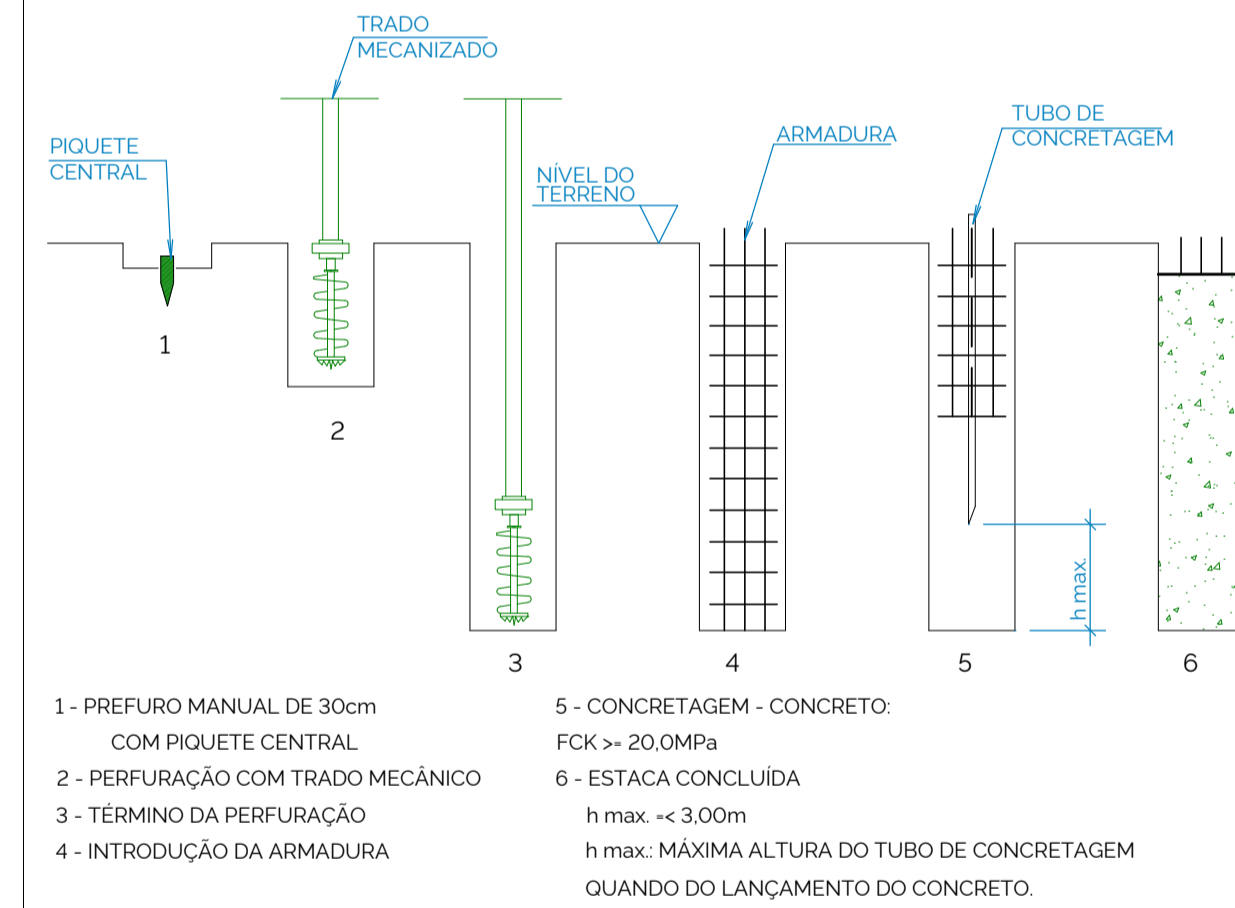 TRADO
MECANIZADO
PIQUETE
CENTRAL
NÍVEL DO
TERRENO
ARMADURA
TUBO DE
CONCRETAGEM
h max.
1
2
3
4
5
6
1 - PREFURO MANUAL DE 30cm
COM PIQUETE CENTRAL
2 - PERFURAÇÃO COM TRADO MECÂNICO
3 - TÉRMINO DA PERFURAÇÃO
4 - INTRODUÇÃO DA ARMADURA
5 - CONCRETAGEM - CONCRETO:
FCK >= 20,0MPa
6 - ESTACA CONCLUÍDA
h max. =< 3,00m
h max.: MÁXIMA ALTURA DO TUBO DE CONCRETAGEM
QUANDO DO LANÇAMENTO DO CONCRETO.